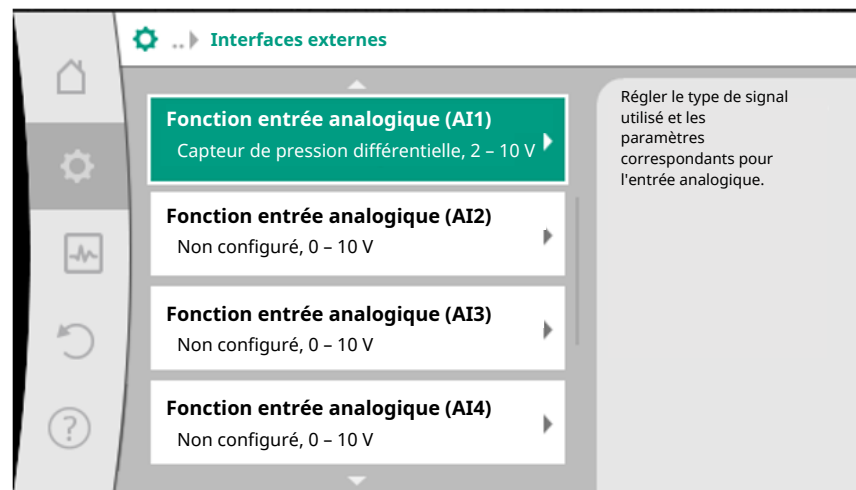 .. Interfaces externes
Fonction entrée analogique (AI1)
Capteur de pression différentielle, 2 – 10 V
Fonction entrée analogique (AI2)
Non configuré, 0 – 10 V
Fonction entrée analogique (AI3)
Non configuré, 0 – 10 V
Fonction entrée analogique (AI4)
Non configuré, 0 – 10 V
Régler le type de signal
utilisé et les
paramètres
correspondants pour
l'entrée analogique.
?